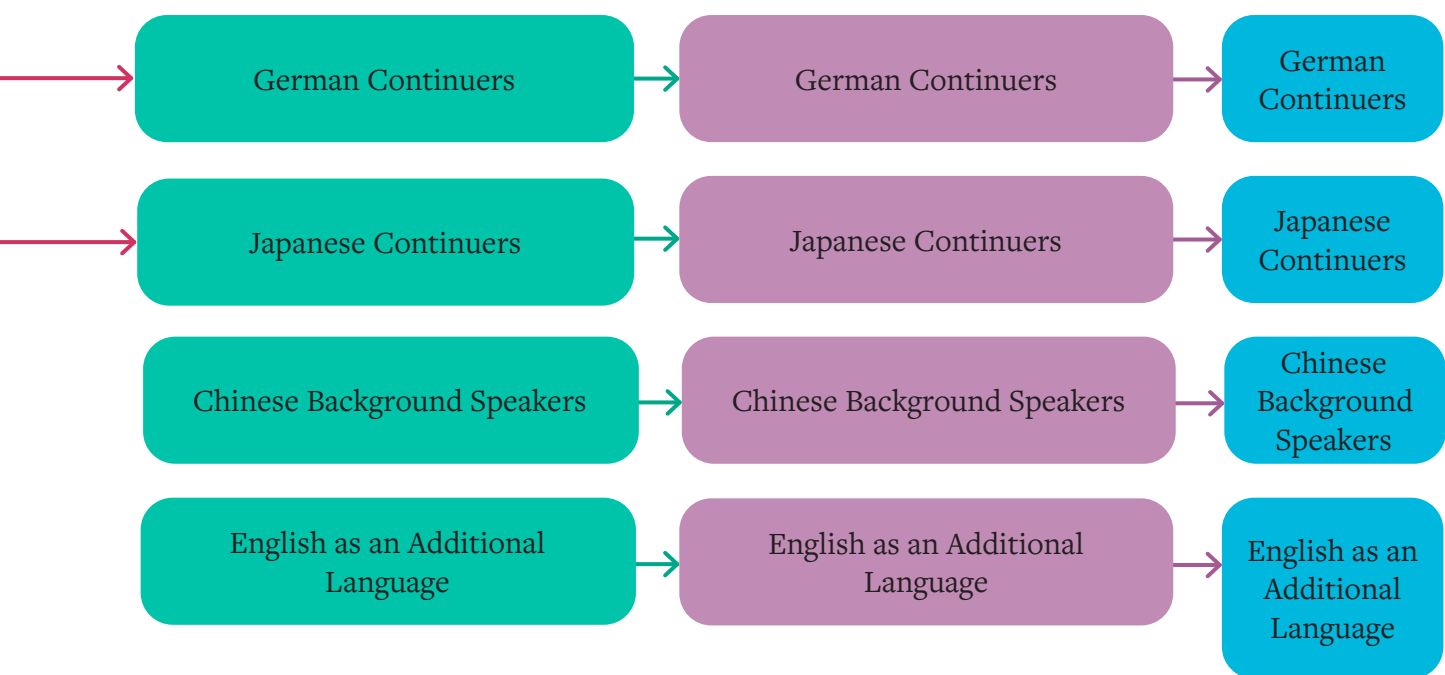 German Continuers
German Continuers
German
Continuers
Japanese Continuers
Japanese Continuers
Japanese
Continuers
Chinese Background Speakers
Chinese Background Speakers
Chinese
Background
Speakers
English as an Additional
Language
English as an Additional
Language
English as an
Additional
Language